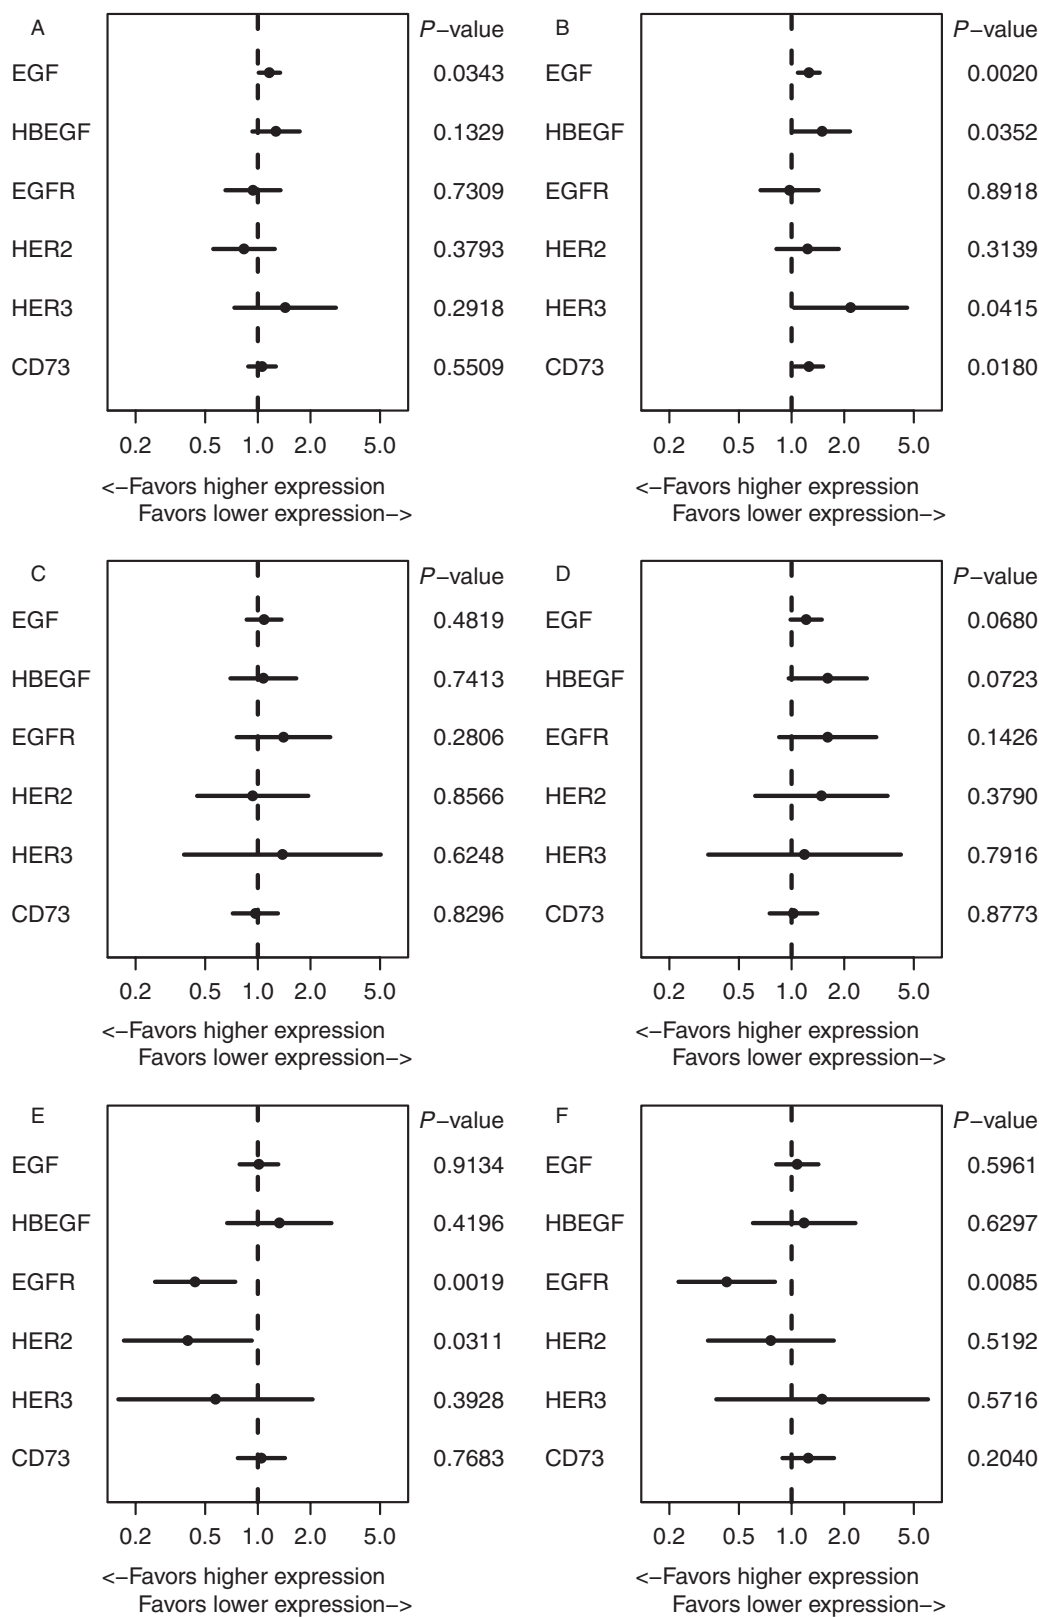 A P−value B P−value
EGF 0.0343 EGF 0.0020
HBEGF 0.1329 HBEGF 0.0352
EGFR 0.7309 EGFR 0.8918
HER2 0.3793 HER2 0.3139
HER3 0.2918 HER3 0.0415
CD73 0.5509 CD73 0.0180
0.2 0.5 1.0 2.0 5.0 0.2 0.5 1.0 2.0 5.0
<−Favors higher expression <−Favors higher expression
Favors lower expression−> Favors lower expression−>
C P−value D P−value
EGF 0.4819 EGF 0.0680
HBEGF 0.7413 HBEGF 0.0723
EGFR 0.2806 EGFR 0.1426
HER2 0.8566 HER2 0.3790
HER3 0.6248 HER3 0.7916
CD73 0.8296 CD73 0.8773
0.2 0.5 1.0 2.0 5.0 0.2 0.5 1.0 2.0 5.0
<−Favors higher expression <−Favors higher expression
Favors lower expression−> Favors lower expression−>
E P−value F P−value
EGF 0.9134 EGF 0.5961
HBEGF 0.4196 HBEGF 0.6297
EGFR 0.0019 EGFR 0.0085
HER2 0.0311 HER2 0.5192
HER3 0.3928 HER3 0.5716
CD73 0.7683 CD73 0.2040
0.2 0.5 1.0 2.0 5.0 0.2 0.5 1.0 2.0 5.0
<−Favors higher expression <−Favors higher expression
Favors lower expression−> Favors lower expression−>